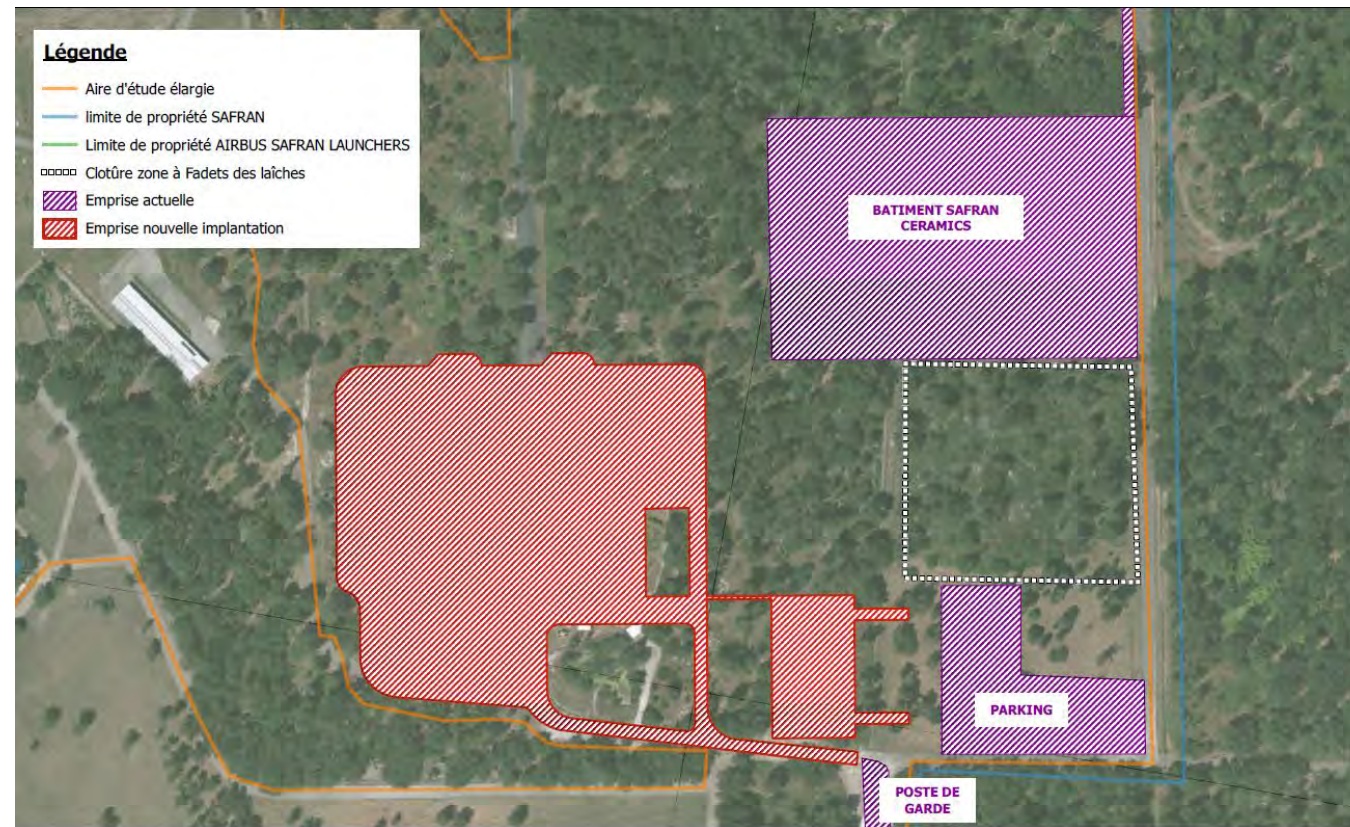 Légende
Aire d'étude élargie
limite de propriété SAFRAN
Limite de propriété AIRBUS SAFRAN LAUNCHERS
Clotûre zone à Fadets des laîches
Emprise actuelle
Emprise nouvelle implantation
BATIMENT SAFRAN
CERAMICS
PARKING
POSTE DE
GARDE